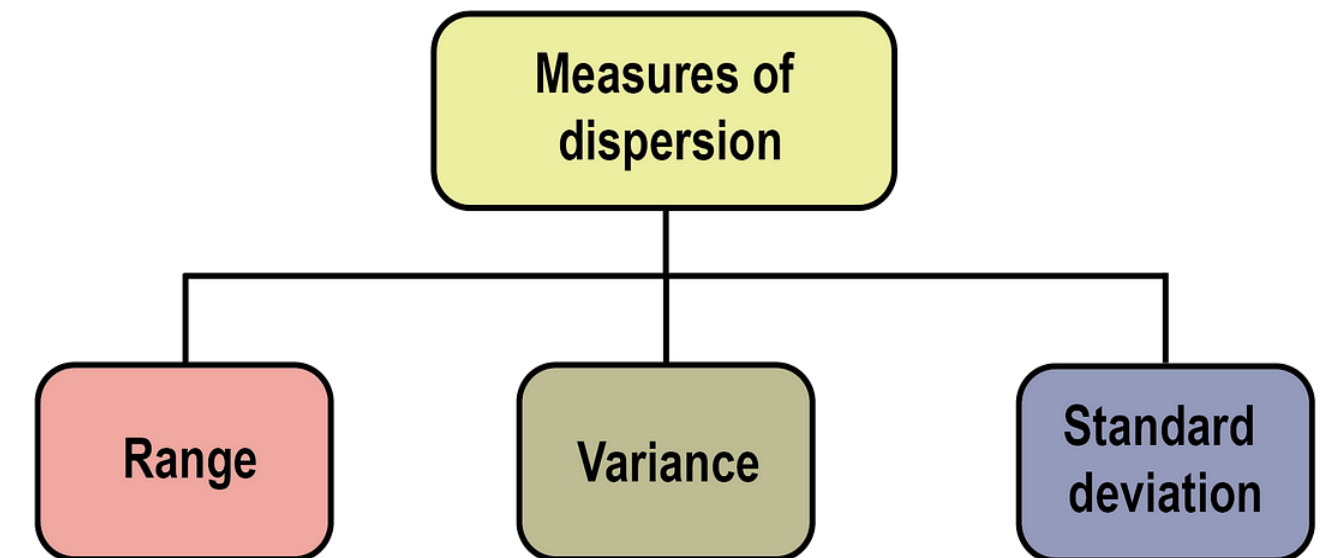 Measures of
dispersion
Range
Variance
Standard
deviation